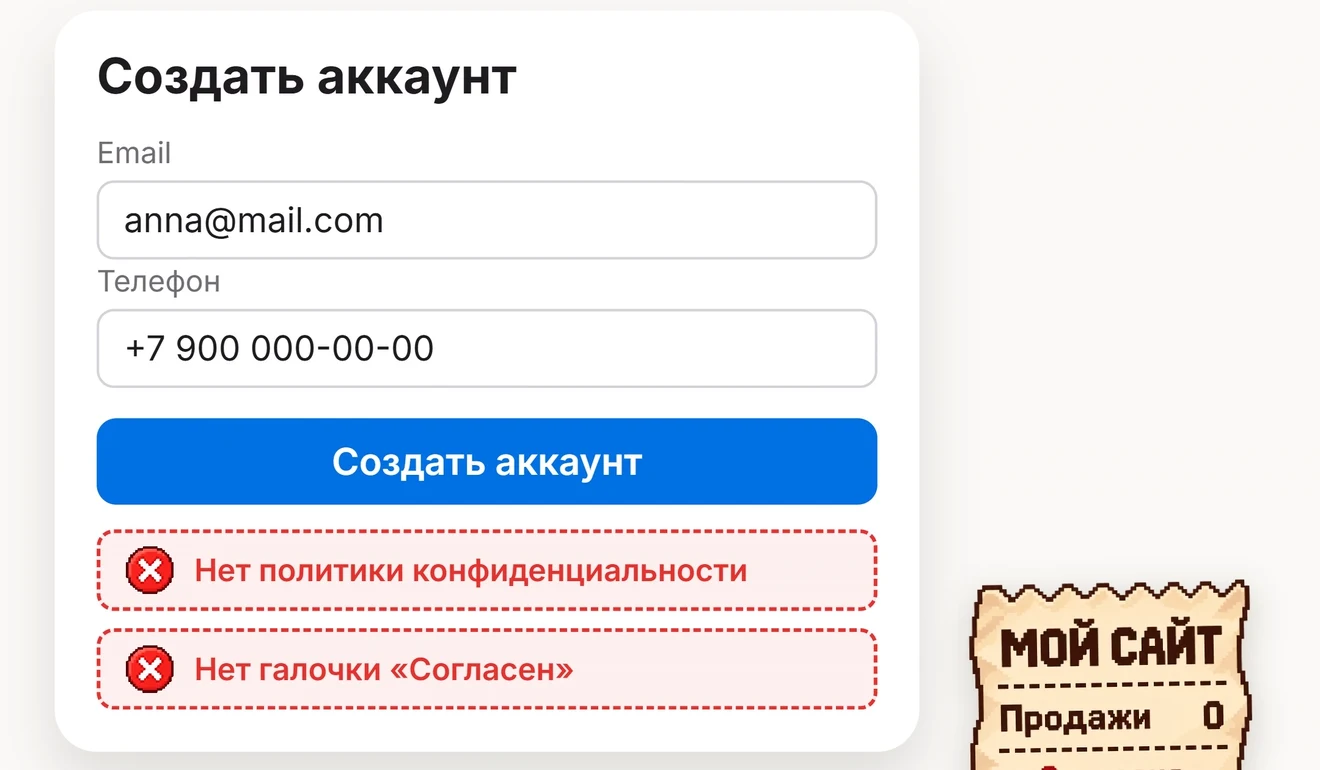 Создать аккаунт
Email
anna@mail.com
Телефон
+7 900 000-00-00
Создать аккаунт
Нет политики конфиденциальности
Нет галочки «Согласен»
МОЙ САЙТ
Продажи 0